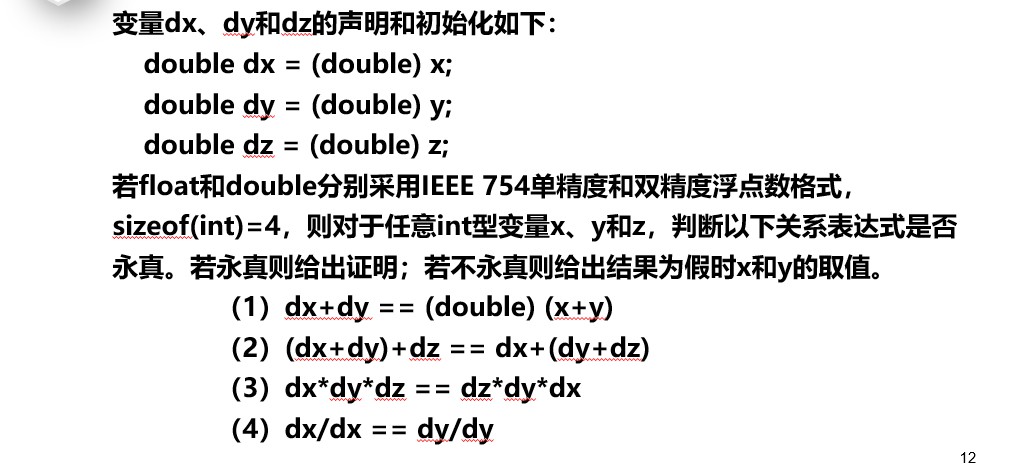 变量dx、dy和dz的声明和初始化如下：
double dx = (double) x;
double dy = (double) y;
double dz = (double) z;
若float和double分别采用IEEE 754单精度和双精度浮点数格式，
sizeof(int)=4，则对于任意int型变量x、y和z，判断以下关系表达式是否
永真。若永真则给出证明；若不永真则给出结果为假时x和y的取值。
（1）dx+dy == (double) (x+y)
（2）(dx+dy)+dz == dx+(dy+dz)
（3）dx*dy*dz == dz*dy*dx
（4）dx/dx == dy/dy
12